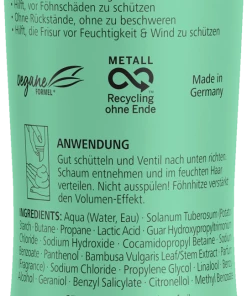 • Hilft, vor Föhnschäden zu schützen
• Ohne Rückstände, ohne zu beschweren
• Hilft, die Frisur vor Feuchtigkeit & Wind zu schützen
vegane
FORMEL
METALL
Recycling
ohne Ende
Made in
Germany
ANWENDUNG
Gut schütteln und Ventil nach unten richten.
Schaum entnehmen und im feuchten Haar
verteilen. Nicht ausspülen! Föhnhitze verstärkt
den Volumen-Effekt.
INGREDIENTS: Aqua (Water, Eau) • Solanum Tuberosum (Potato)
Starch • Butane • Propane • Lactic Acid • Guar Hydroxypropyltrimonium
Chloride • Sodium Hydroxide • Cocamidopropyl Betaine • Sodium
Benzoate • Panthenol • Bambusa Vulgaris Leaf/Stem Extract • Parfum
(Fragrance) • Sodium Chloride • Propylene Glycol • Linalool • Benzyl
Alcohol • Geraniol • Benzyl Salicylate • Citronellol •